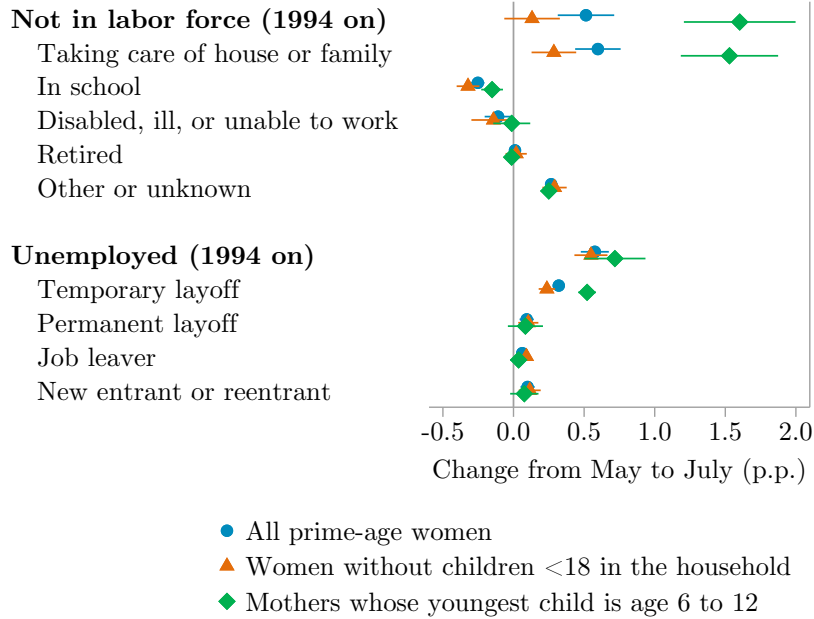 Not in labor force (1994 on)
Taking care of house or family
In school
Disabled, ill, or unable to work
Retired
Other or unknown
Unemployed (1994 on)
Temporary layoff
Permanent layoff
Job leaver
New entrant or reentrant
-0.5 0.0 0.5 1.0 1.5 2.0
Change from May to July (p.p.)
All prime-age women
Women without children <18 in the household
Mothers whose youngest child is age 6 to 12